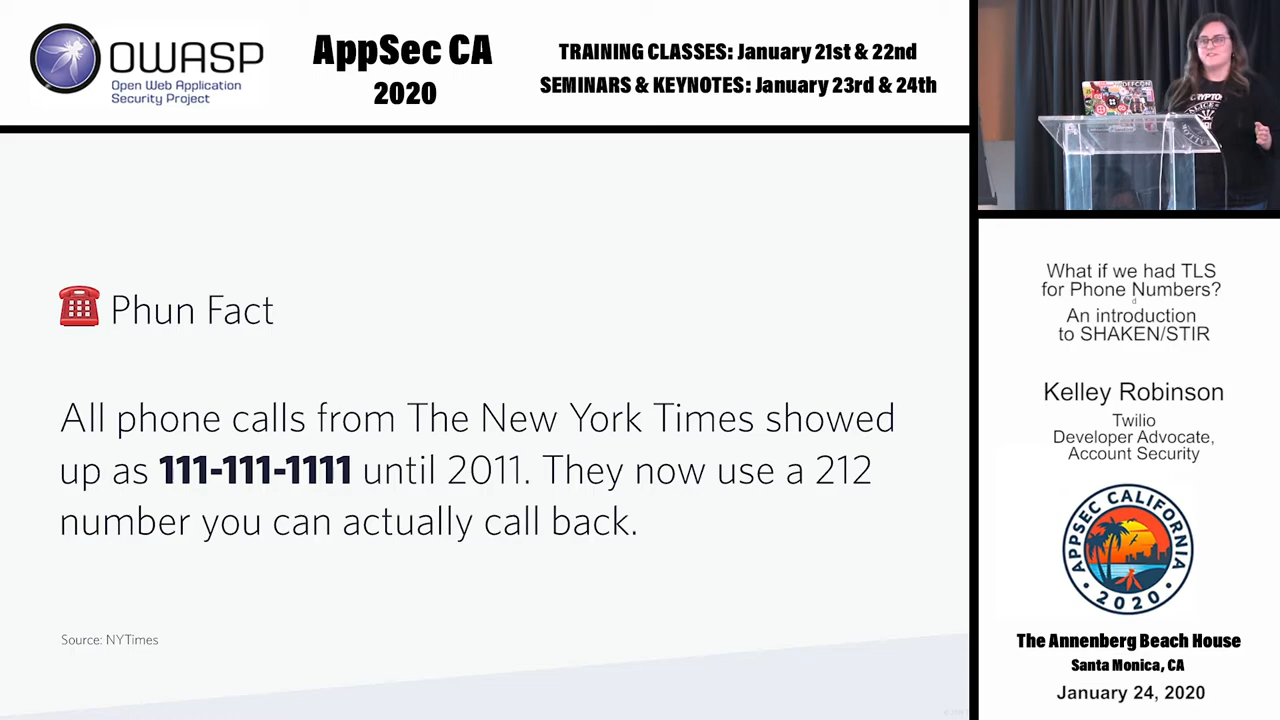 OWASP
Open Web Application
Security Project
AppSec CA
2020
TRAINING CLASSES: January 21st & 22nd
SEMINARS & KEYNOTES: January 23rd & 24th
Phun Fact
All phone calls from The New York Times showed
up as 111-111-1111 until 2011. They now use a 212
number you can actually call back.
Source: NYTimes
What if we had TLS
for Phone Numbers?
d
An introduction
to SHAKEN/STIR
Kelley Robinson
Twilio
Developer Advocate,
Account Security
APPSEC CALIFORNIA
2020
The Annenberg Beach House
Santa Monica, CA
January 24, 2020